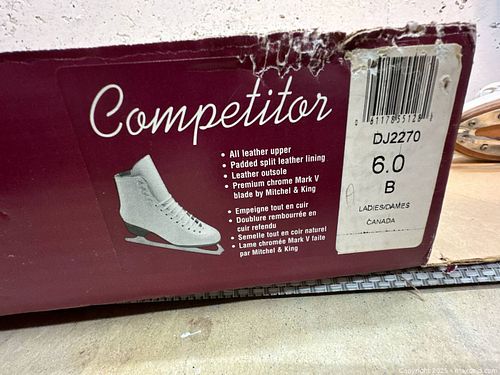 Competitor
• All leather upper
• Padded split leather lining
• Leather outsole
• Premium chrome Mark V
blade by Mitchel & King
• Empeigne tout en cuir
• Doublure rembourrée en
cuir refendu
• Semelle tout en cuir naturel
• Lame chromée Mark V faite
par Mitchel & King
61178 55128
DJ2270
6.0
B
LADIES/DAMES
CANADA